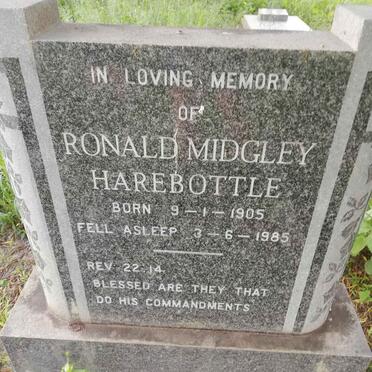 IN LOVING MEMORY
OF
RONALD MIDGLEY
HAREBOTTLE
BORN 9-1-1905
FELL ASLEEP 3-6-1985
REV 22:14
BLESSED ARE THEY THAT
DO HIS COMMANDMENTS